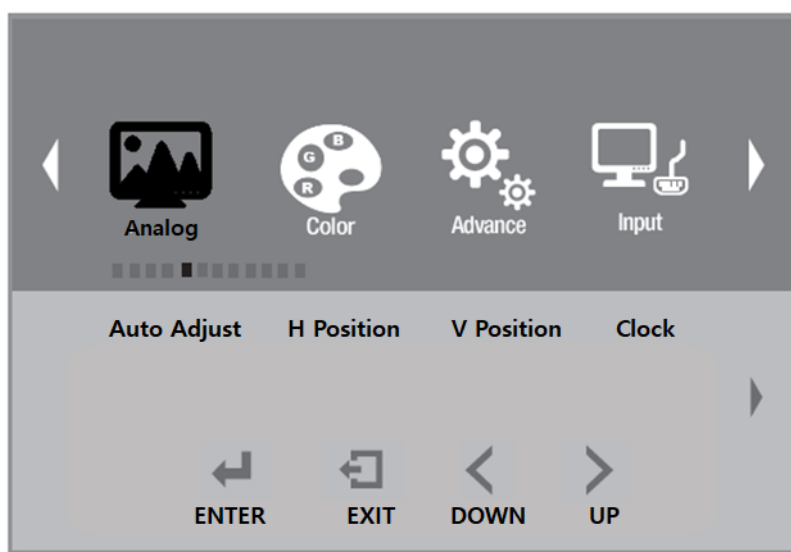 B
G
R
Analog Color Advance Input
Auto Adjust H Position V Position Clock
ENTER EXIT DOWN UP